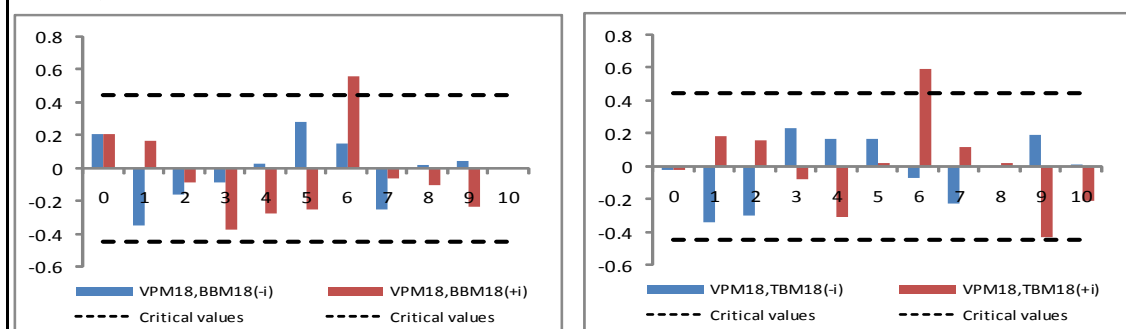 0.8
0.6
0.4
0.2
0
-0.2
-0.4
-0.6
0 1 2 3 4 5 6 7 8 9 10
VPM18,BBM18(-i) VPM18,BBM18(+i)
Critical values Critical values
0.8
0.6
0.4
0.2
0
-0.2
-0.4
-0.6
0 1 2 3 4 5 6 7 8 9 10
VPM18,TBM18(-i) VPM18,TBM18(+i)
Critical values Critical values